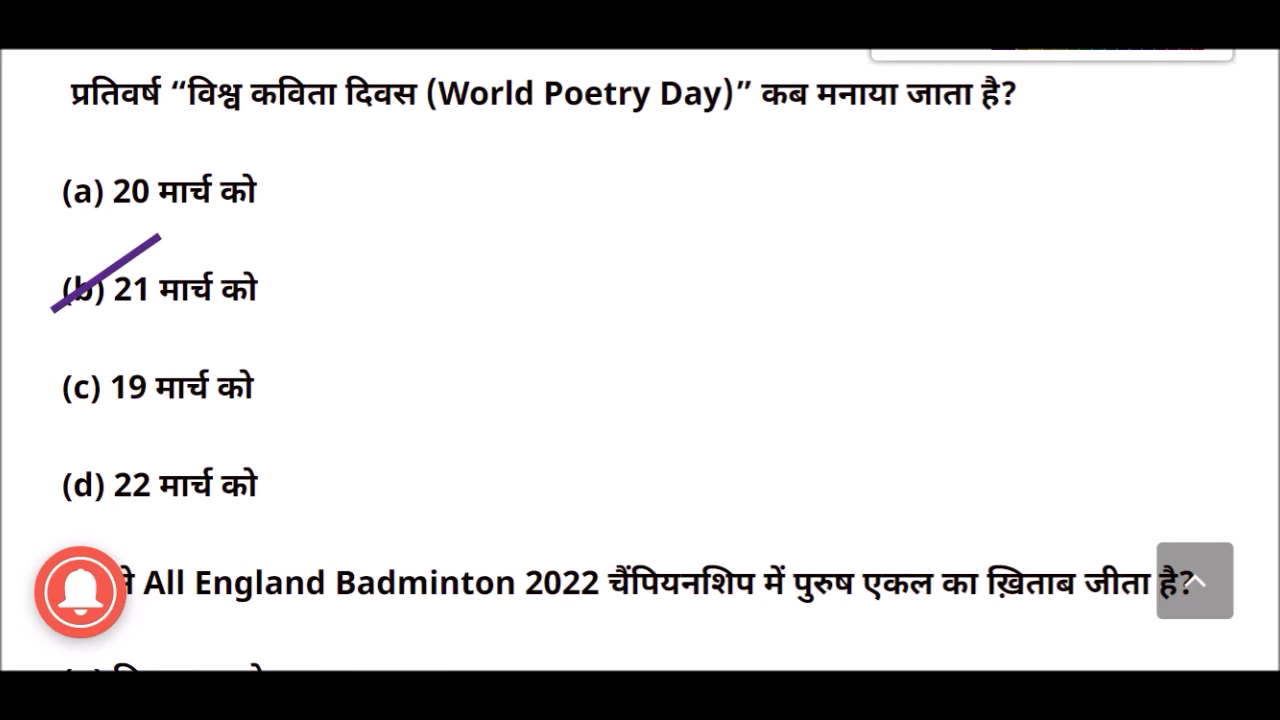 प्रतिवर्ष “विश्व कविता दिवस (World Poetry Day)” कब मनाया जाता है?
(a) 20 मार्च को
(b) 21 मार्च को
(c) 19 मार्च को
(d) 22 मार्च को
All England Badminton 2022 चैंपियनशिप में पुरुष एकल का ख़िताब जीता है?